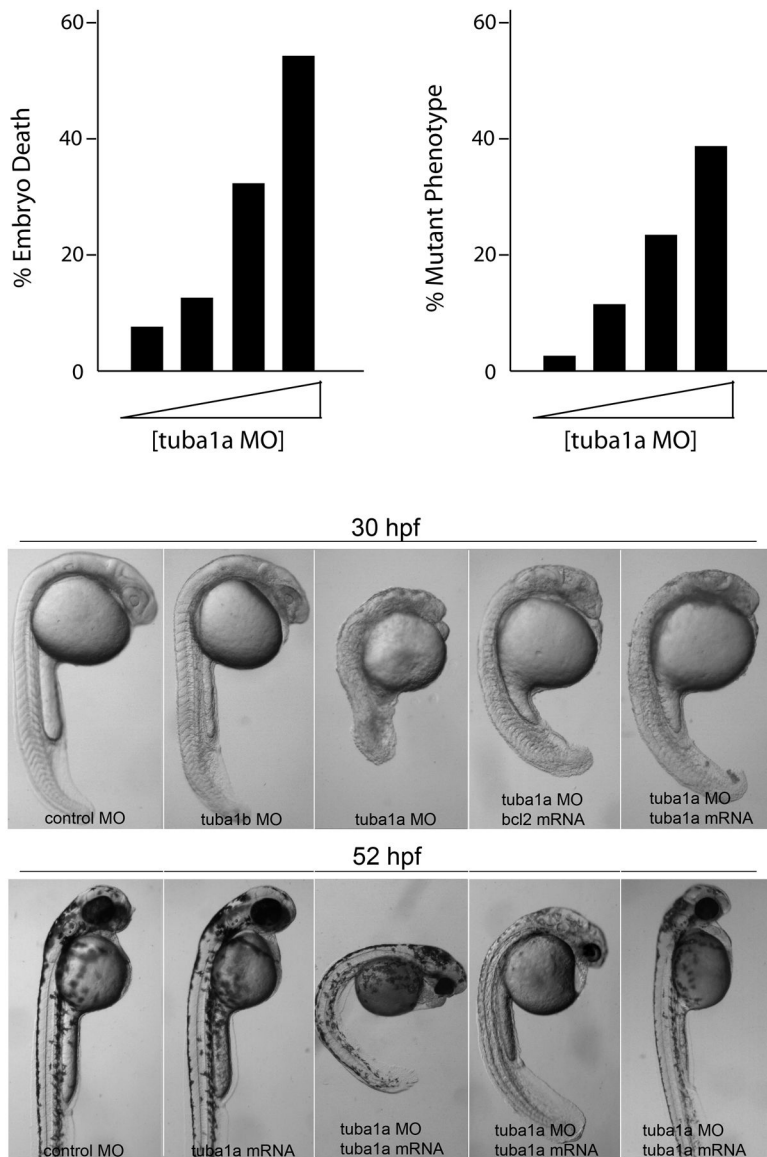 60
40
20
0
% Embryo Death
[tuba1a MO]
60
40
20
0
% Mutant Phenotype
[tuba1a MO]
30 hpf
control MO
tuba1b MO
tuba1a MO
tuba1a MO
bcl2 mRNA
tuba1a MO
tuba1a mRNA
52 hpf
control MO
tuba1a mRNA
tuba1a MO
tuba1a mRNA
tuba1a MO
tuba1a mRNA
tuba1a MO
tuba1a mRNA